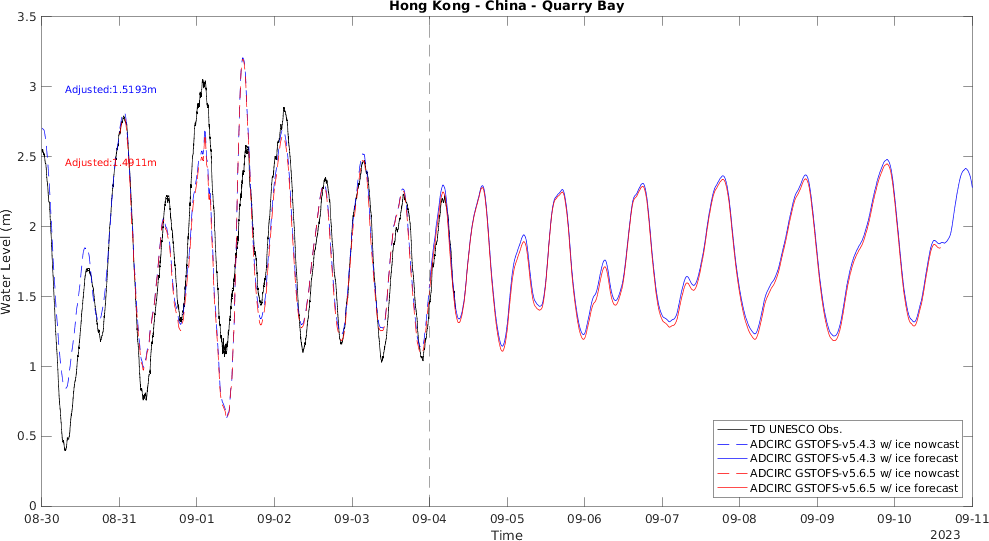 Hong Kong - China - Quarry Bay
3.5
3
2.5
2
1.5
1
0.5
0
Water Level (m)
Adjusted:1.5193m
Adjusted:1.4911m
TD UNESCO Obs.
ADCIRC GSTOFS-v5.4.3 w/ ice nowcast
ADCIRC GSTOFS-v5.4.3 w/ ice forecast
ADCIRC GSTOFS-v5.6.5 w/ ice nowcast
ADCIRC GSTOFS-v5.6.5 w/ ice forecast
08-30 08-31 09-01 09-02 09-03 09-04 09-05 09-06 09-07 09-08 09-09 09-10 09-11
Time
2023